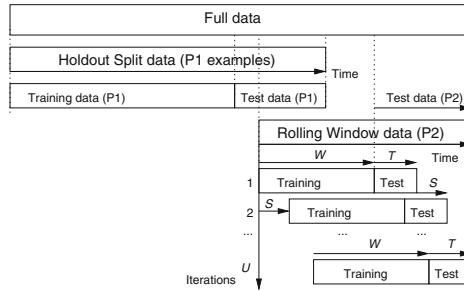 Full data
Holdout Split data (P1 examples)
Time
Training data (P1)
Test data (P1)
Test data (P2)
Rolling Window data (P2)
W
T
Time
1
Training
Test
S
S
2
Training
Test
...
...
...
W
T
U
Iterations
Training
Test